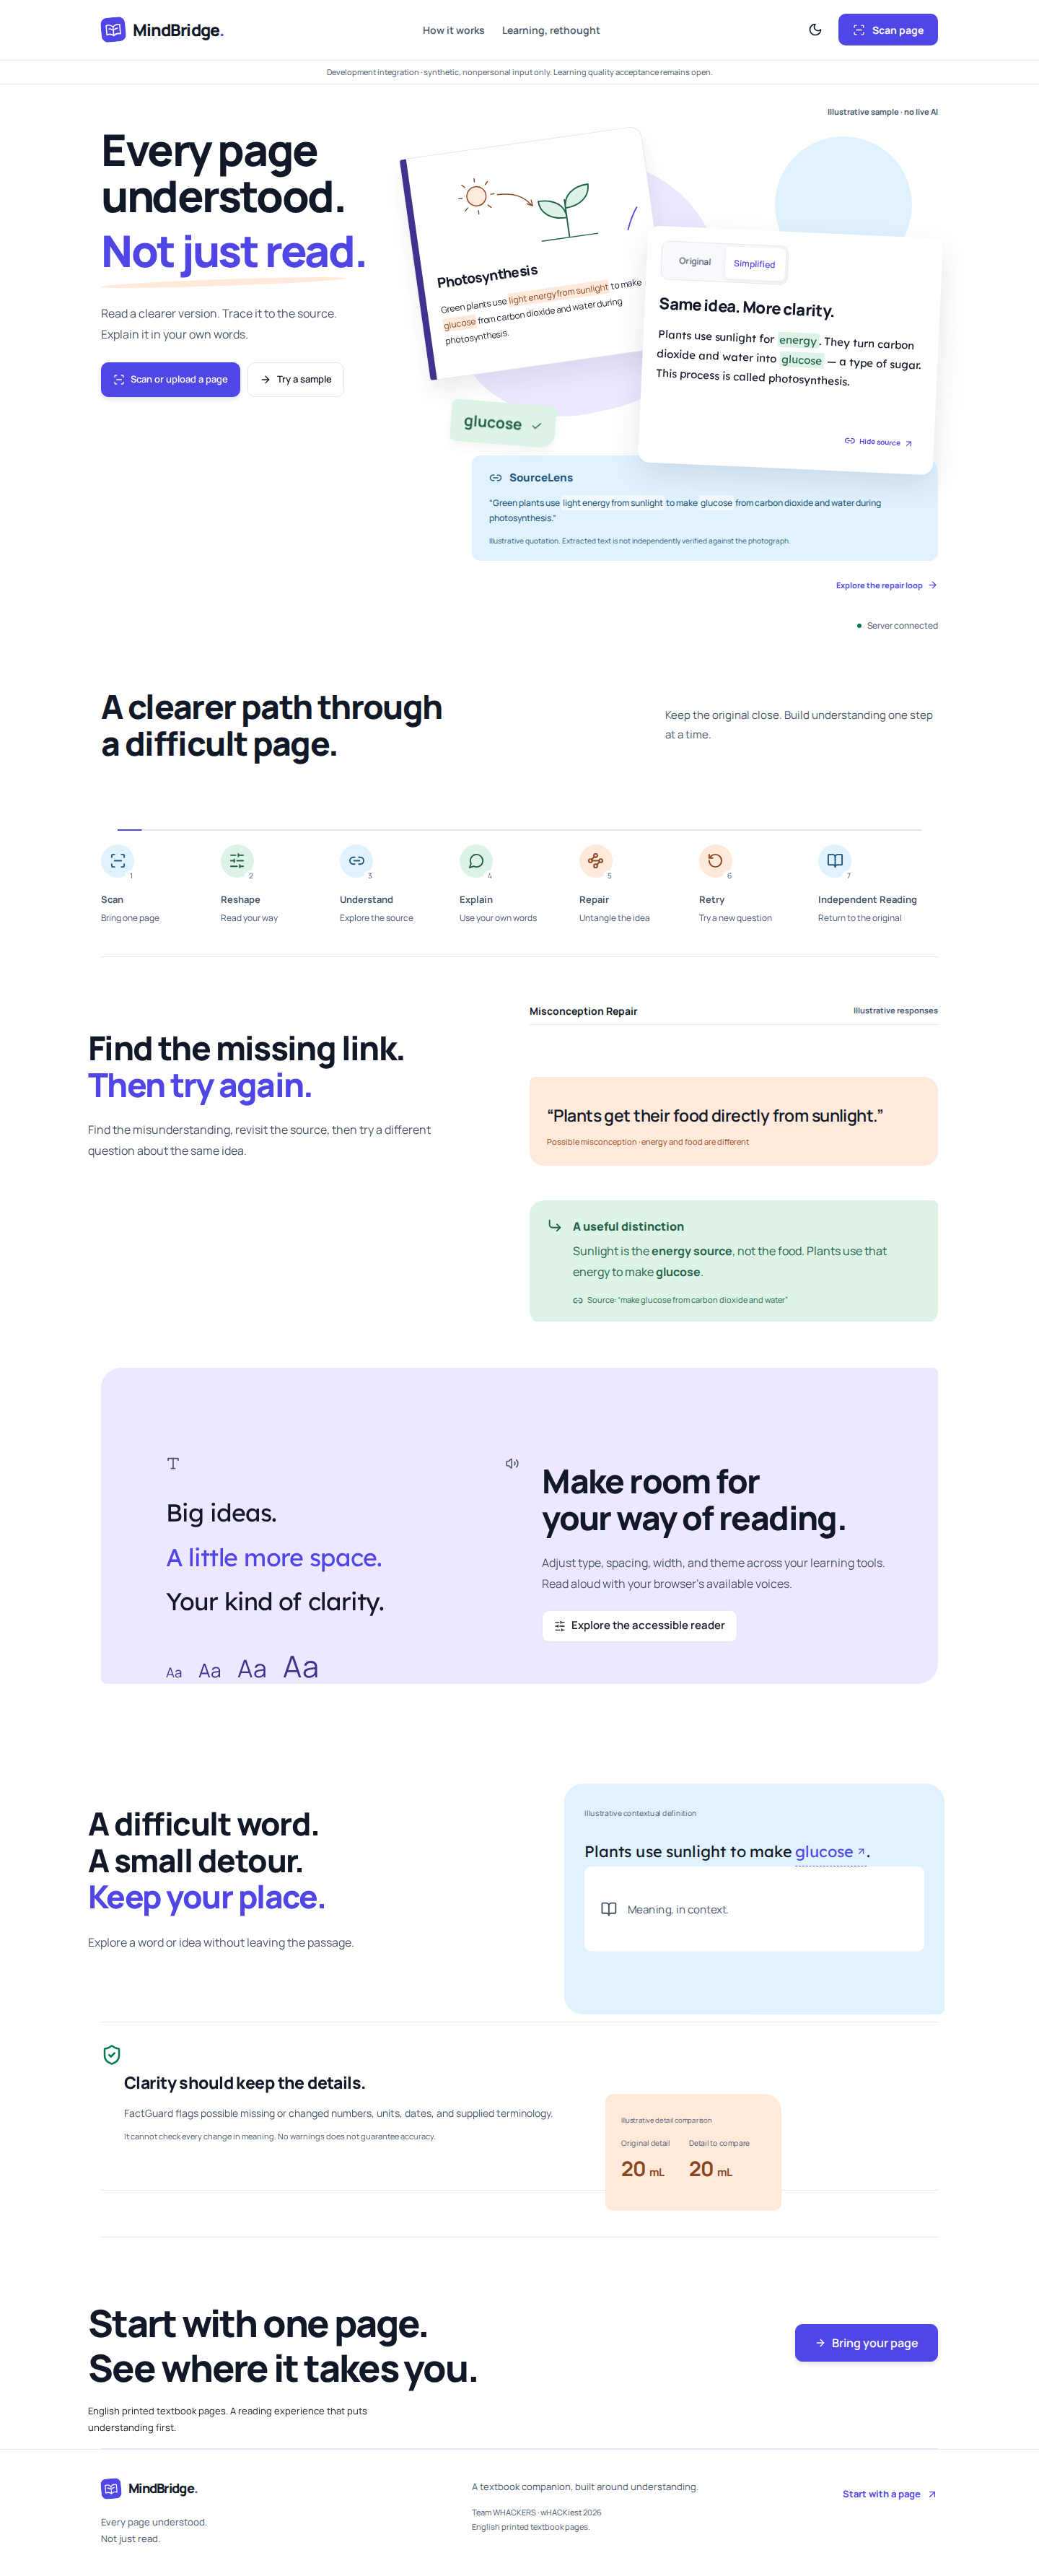 MindBridge.
How it works
Learning, rethought
Scan page
Development integration · synthetic, nonpersonal input only. Learning quality acceptance remains open.
Illustrative sample · no live AI
Every page
understood.
Not just read.
Read a clearer version. Trace it to the source.
Explain it in your own words.
Scan or upload a page
Try a sample
Photosynthesis
Green plants use light energy from sunlight to make
glucose from carbon dioxide and water during
photosynthesis.
Original
Simplified
Same idea. More clarity.
Plants use sunlight for energy. They turn carbon
dioxide and water into glucose — a type of sugar.
This process is called photosynthesis.
Hide source
glucose
SourceLens
"Green plants use light energy from sunlight to make glucose from carbon dioxide and water during
photosynthesis."
Illustrative quotation. Extracted text is not independently verified against the photograph.
Explore the repair loop
Server connected
A clearer path through
a difficult page.
Keep the original close. Build understanding one step
at a time.
1
2
3
4
5
6
7
Scan
Reshape
Understand
Explain
Repair
Retry
Independent Reading
Bring one page
Read your way
Explore the source
Use your own words
Untangle the idea
Try a new question
Return to the original
Find the missing link.
Then try again.
Find the misunderstanding, revisit the source, then try a different
question about the same idea.
Misconception Repair
Illustrative responses
“Plants get their food directly from sunlight.”
Possible misconception · energy and food are different
A useful distinction
Sunlight is the energy source, not the food. Plants use that
energy to make glucose.
Source: "make glucose from carbon dioxide and water"
Big ideas.
A little more space.
Your kind of clarity.
Aa Aa Aa Aa
Make room for
your way of reading.
Adjust type, spacing, width, and theme across your learning tools.
Read aloud with your browser's available voices.
Explore the accessible reader
A difficult word.
A small detour.
Keep your place.
Explore a word or idea without leaving the passage.
Illustrative contextual definition
Plants use sunlight to make glucose.
Meaning, in context.
Clarity should keep the details.
FactGuard flags possible missing or changed numbers, units, dates, and supplied terminology.
It cannot check every change in meaning. No warnings does not guarantee accuracy.
Illustrative detail comparison
Original detail
Detail to compare
20 mL
20 mL
Start with one page.
See where it takes you.
English printed textbook pages. A reading experience that puts
understanding first.
Bring your page
MindBridge.
Every page understood.
Not just read.
A textbook companion, built around understanding.
Team WHACKERS · wHACKiest 2026
English printed textbook pages.
Start with a page